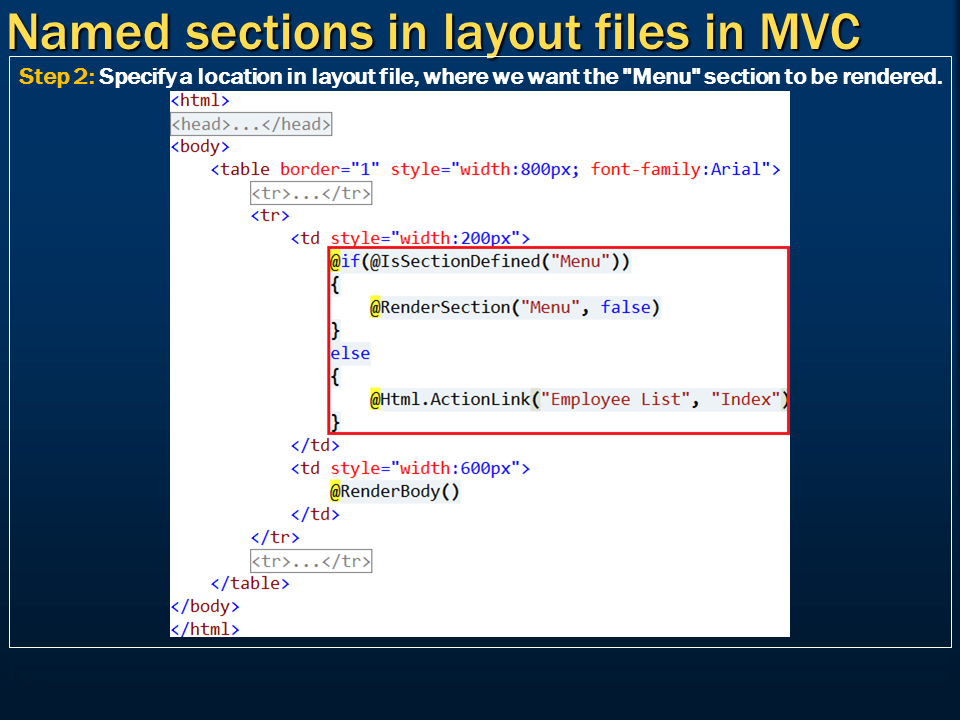 Named sections in layout files in MVC
Step 2: Specify a location in layout file, where we want the "Menu" section to be rendered.
<html>
<head>...</head>
<body>
    <table border="1" style="width:800px; font-family:Arial">
        <tr>...</tr>
        <tr>
            <td style="width:200px">
                @if(@IsSectionDefined("Menu"))
                {
                    @RenderSection("Menu", false)
                }
                else
                {
                    @Html.ActionLink("Employee List", "Index")
                }
            </td>
            <td style="width:600px">
                @RenderBody()
            </td>
        </tr>
        <tr>...</tr>
    </table>
</body>
</html>